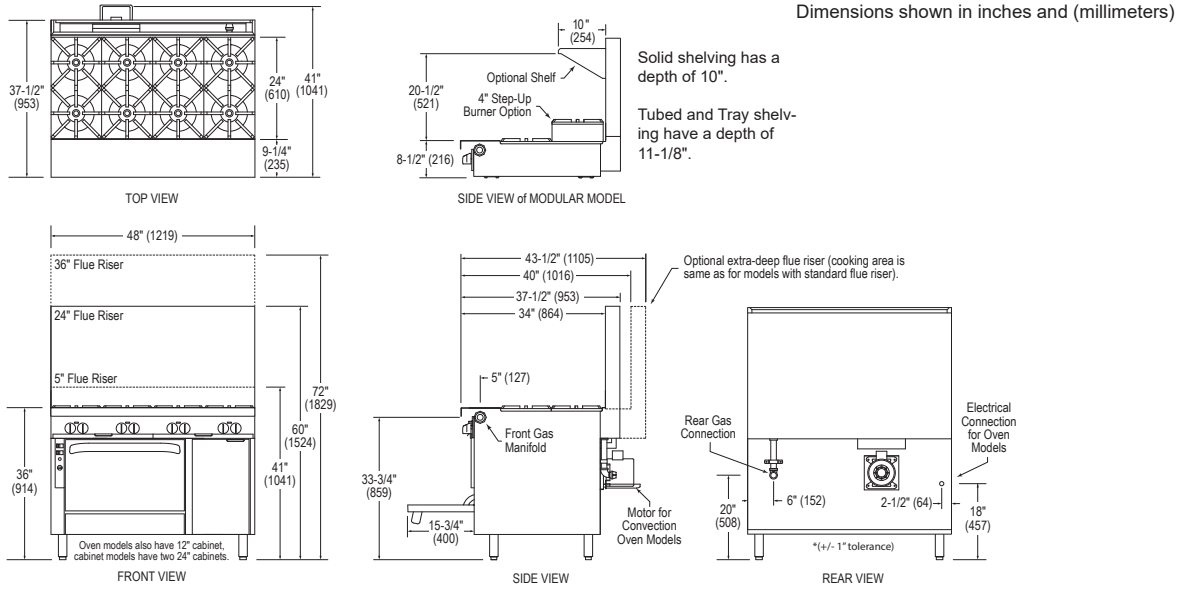 Dimensions shown in inches and (millimeters)
37-1/2"
(953)
24"
(610)
41"
(1041)
9-1/4"
(235)
TOP VIEW
10"
(254)
Optional Shelf
20-1/2"
(521)
4" Step-Up
Burner Option
8-1/2" (216)
SIDE VIEW of MODULAR MODEL
Solid shelving has a
depth of 10".
Tubed and Tray shelv-
ing have a depth of
11-1/8".
48" (1219)
36" Flue Riser
24" Flue Riser
5" Flue Riser
72"
(1829)
60"
(1524)
41"
(1041)
36"
(914)
Oven models also have 12" cabinet,
cabinet models have two 24" cabinets.
FRONT VIEW
43-1/2" (1105)
40" (1016)
37-1/2" (953)
34" (864)
Optional extra-deep flue riser (cooking area is
same as for models with standard flue riser).
5" (127)
Front Gas
Manifold
33-3/4"
(859)
15-3/4"
(400)
Motor for
Convection
Oven Models
SIDE VIEW
Rear Gas
Connection
Electrical
Connection
for Oven
Models
6" (152)
2-1/2" (64)
20"
(508)
18"
(457)
*(+/- 1" tolerance)
REAR VIEW